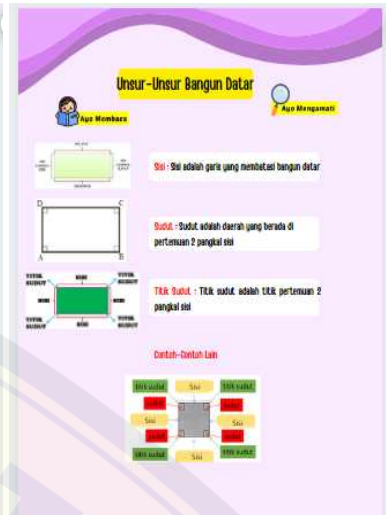 Unsur-Unsur Bangun Datar
Ayo Membaca
Ayo Mengamati
Sisi : Sisi adalah garis yang membatasi bangun datar
D C
A B
Sudut : Sudut adalah daerah yang berada di
pertemuan 2 pangkal sisi
TITIK SUDUT SISI TITIK SUDUT
SISI SISI
TITIK SUDUT SISI TITIK SUDUT
Titik Sudut : Titik sudut adalah titik pertemuan 2
pangkal sisi
Contoh-Contoh Lain
titik sudut Sisi titik sudut
sudut sudut
Sisi Sisi
sudut sudut
titik sudut Sisi titik sudut